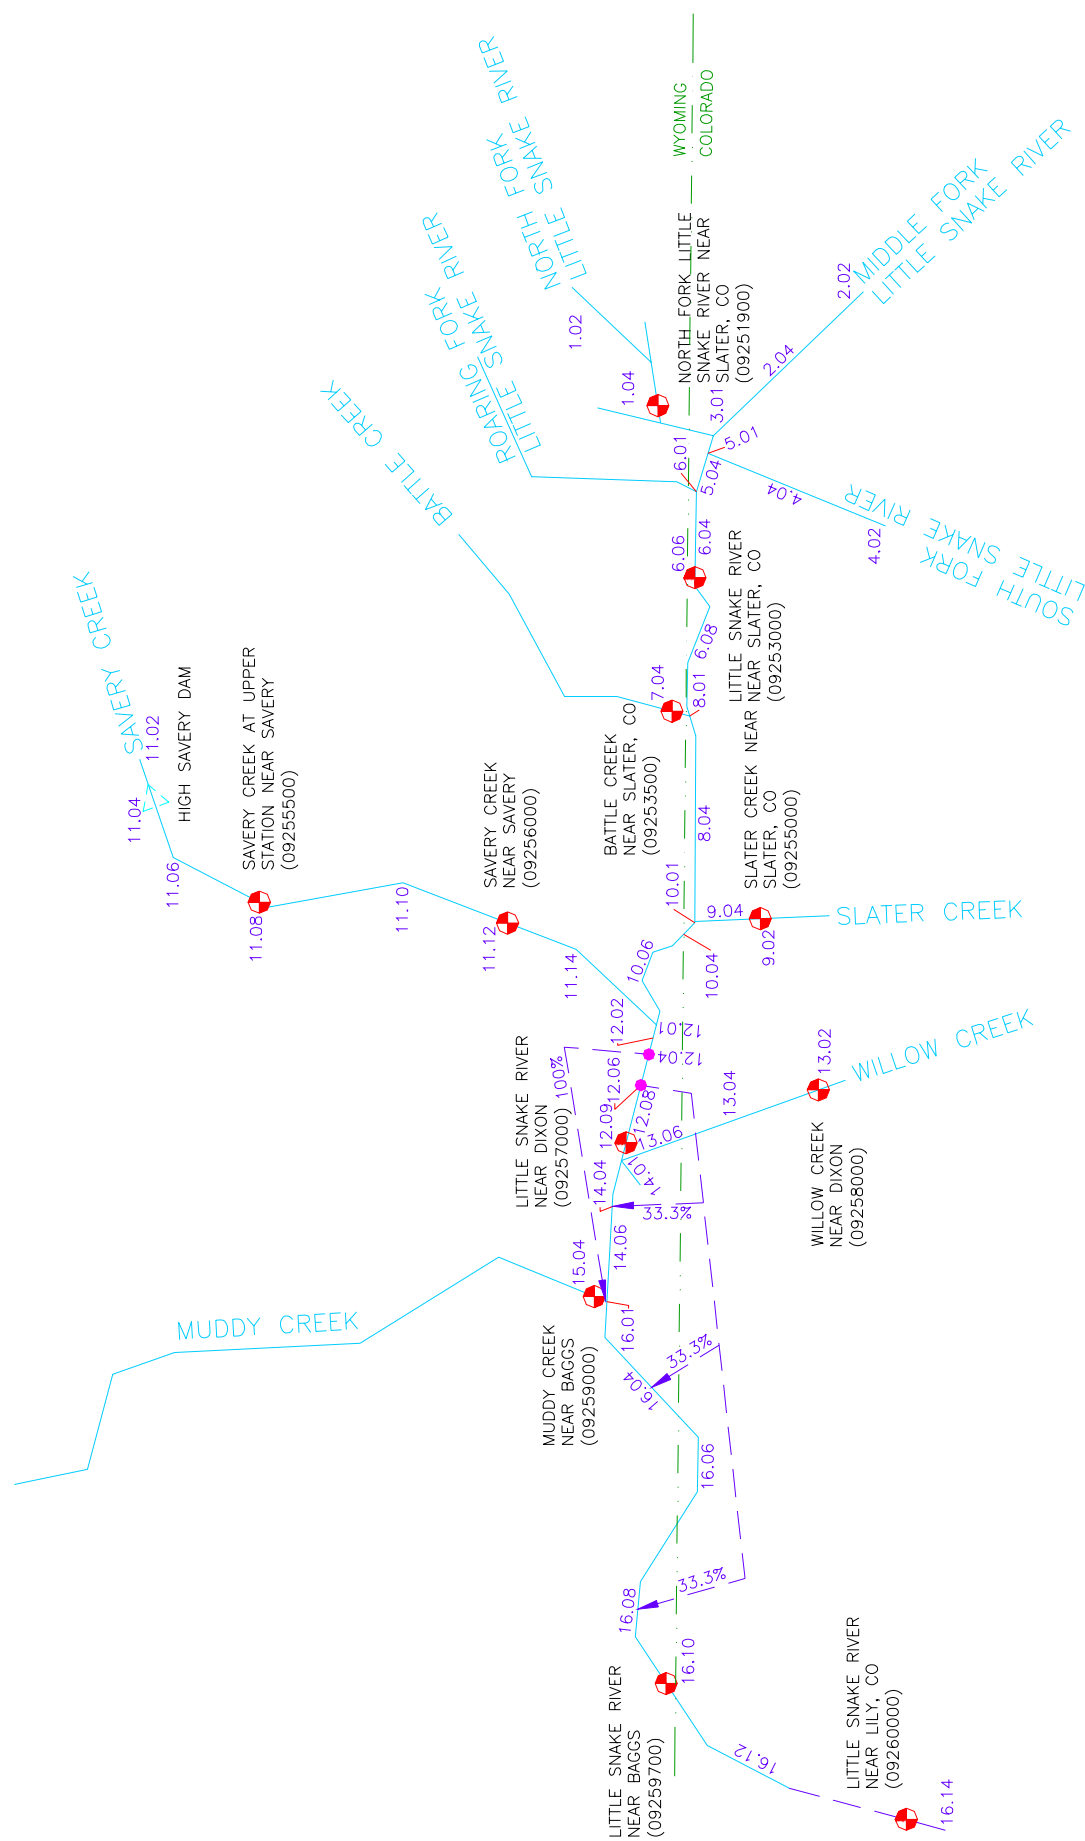 WYOMING
COLORADO
NORTH FORK
LITTLE SNAKE RIVER
ROARING FORK
LITTLE SNAKE RIVER
BATTLE CREEK
SAVERY CREEK
MIDDLE FORK
LITTLE SNAKE RIVER
SOUTH FORK
LITTLE SNAKE RIVER
SLATER CREEK
WILLOW CREEK
MUDDY CREEK
HIGH SAVERY DAM
NORTH FORK LITTLE
SNAKE RIVER NEAR
SLATER, CO
(09251900)
LITTLE SNAKE RIVER
NEAR SLATER, CO
(09253000)
BATTLE CREEK
NEAR SLATER, CO
(09253500)
SLATER CREEK NEAR
SLATER, CO
(09255000)
SAVERY CREEK AT UPPER
STATION NEAR SAVERY
(09255500)
SAVERY CREEK
NEAR SAVERY
(09256000)
LITTLE SNAKE RIVER
NEAR DIXON
(09257000)
WILLOW CREEK
NEAR DIXON
(09258000)
MUDDY CREEK
NEAR BAGGS
(09259000)
LITTLE SNAKE RIVER
NEAR BAGGS
(09259700)
LITTLE SNAKE RIVER
NEAR LILY, CO
(09260000)
1.02
1.04
2.02
2.04
3.01
4.02
4.04
5.01
5.04
6.01
6.04
6.06
6.08
7.04
8.01
8.04
9.02
9.04
10.01
10.04
10.06
11.02
11.04
11.06
11.08
11.10
11.12
11.14
12.01
12.02
12.04
12.06
12.08
12.09
13.02
13.04
13.06
14.01
14.04
14.06
15.04
16.01
16.04
16.06
16.08
16.10
16.12
16.14
100%
33.3%
33.3%
33.3%